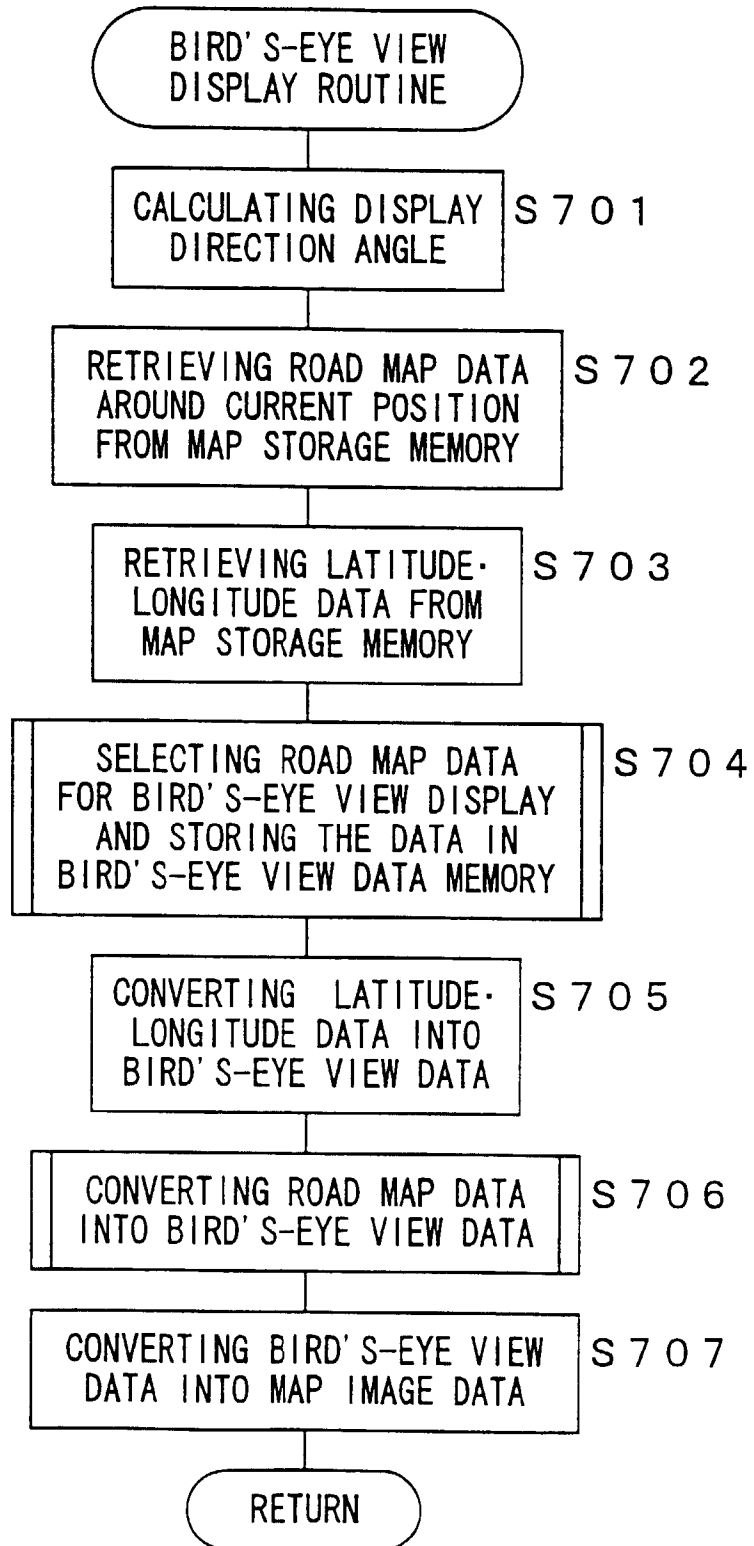 BIRD'S-EYE VIEW
DISPLAY ROUTINE
CALCULATING DISPLAY
DIRECTION ANGLE
S701
RETRIEVING ROAD MAP DATA
AROUND CURRENT POSITION
FROM MAP STORAGE MEMORY
S702
RETRIEVING LATITUDE·
LONGITUDE DATA FROM
MAP STORAGE MEMORY
S703
SELECTING ROAD MAP DATA
FOR BIRD'S-EYE VIEW DISPLAY
AND STORING THE DATA IN
BIRD'S-EYE VIEW DATA MEMORY
S704
CONVERTING LATITUDE·
LONGITUDE DATA INTO
BIRD'S-EYE VIEW DATA
S705
CONVERTING ROAD MAP DATA
INTO BIRD'S-EYE VIEW DATA
S706
CONVERTING BIRD'S-EYE VIEW
DATA INTO MAP IMAGE DATA
S707
RETURN